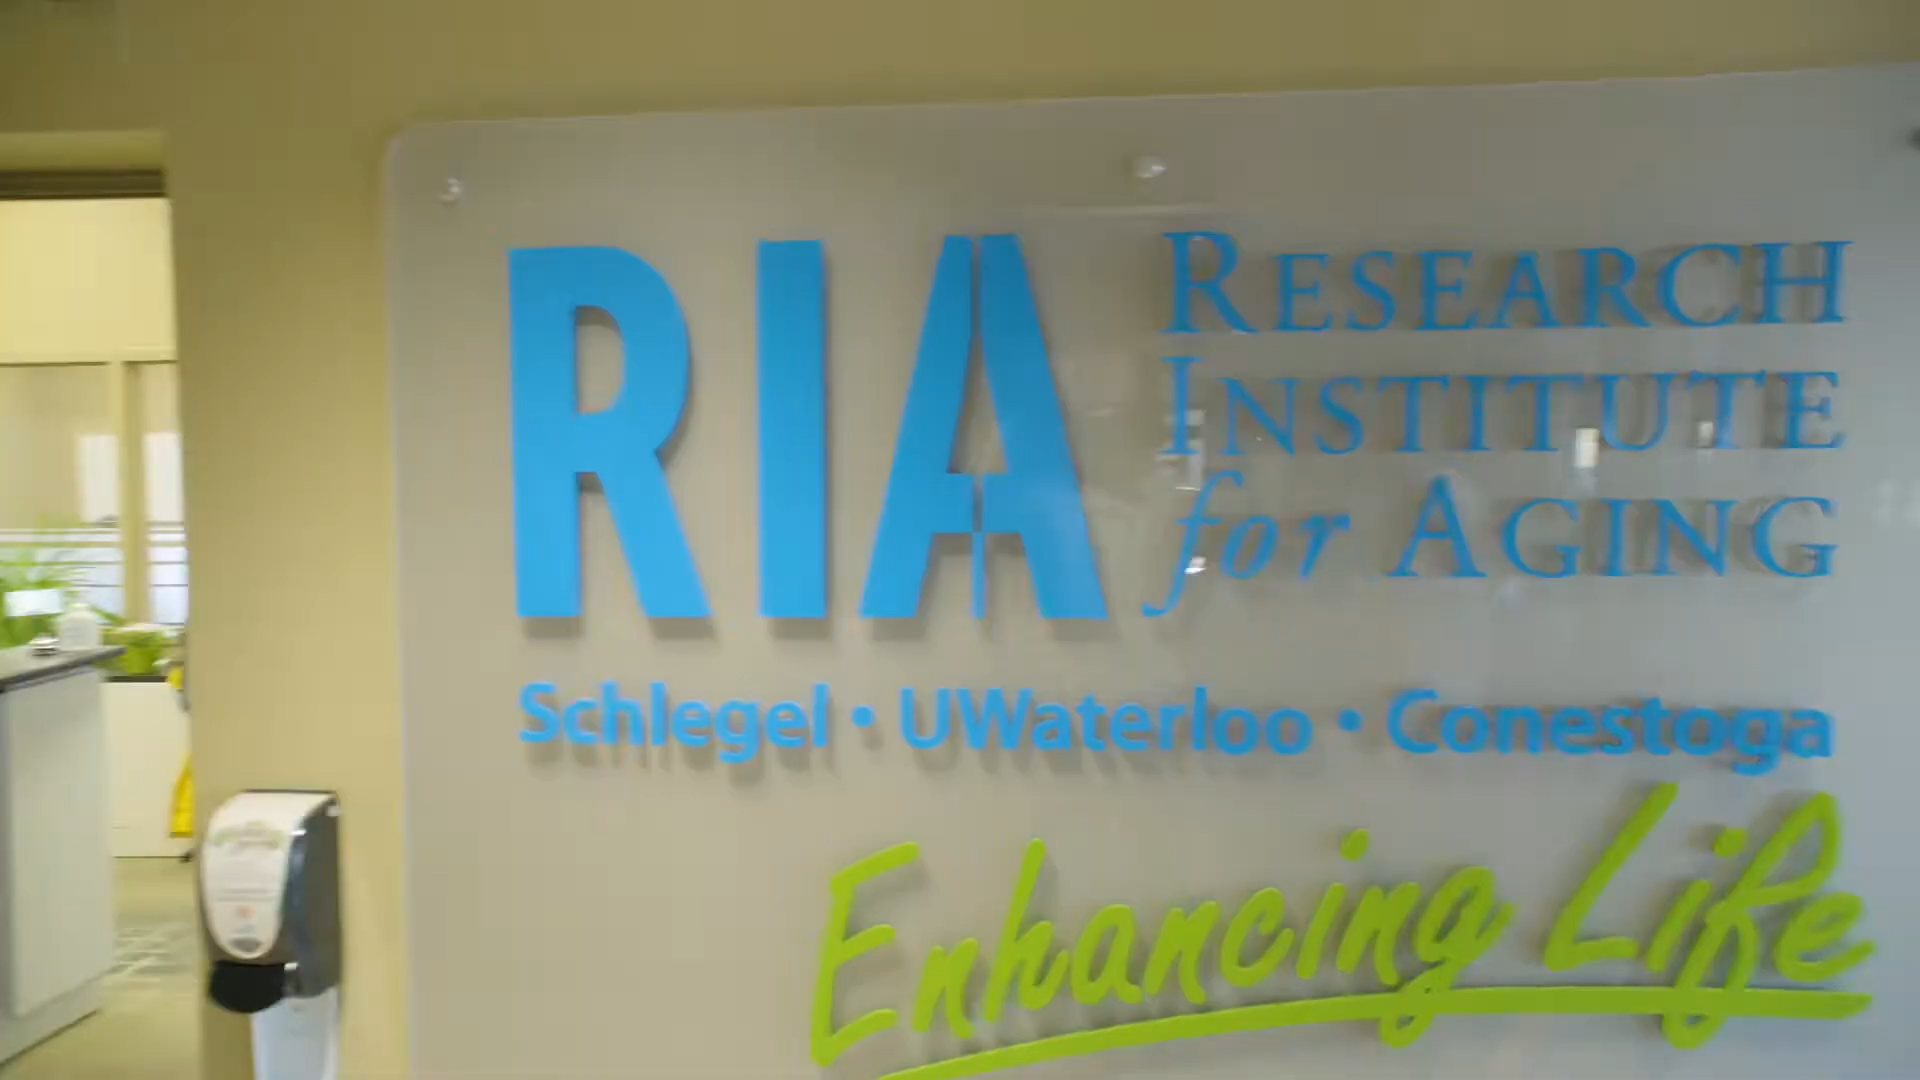 RIA
RESEARCH
INSTITUTE
for AGING
Schlegel • UWaterloo • Conestoga
Enhancing Life